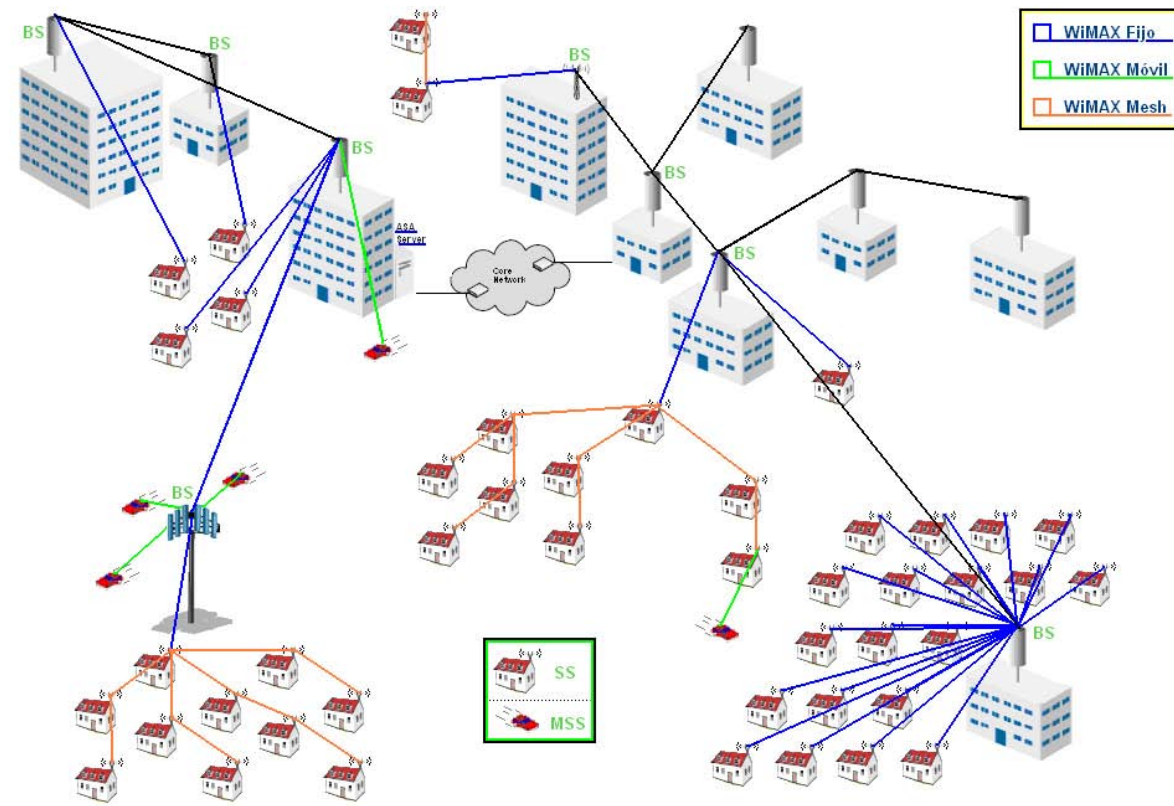 BS
BS
BS
BS
WiMAX Fijo
WiMAX Móvil
WiMAX Mesh
BS
BS
ASA
Server
Core
Network
BS
BS
BS
SS
MSS